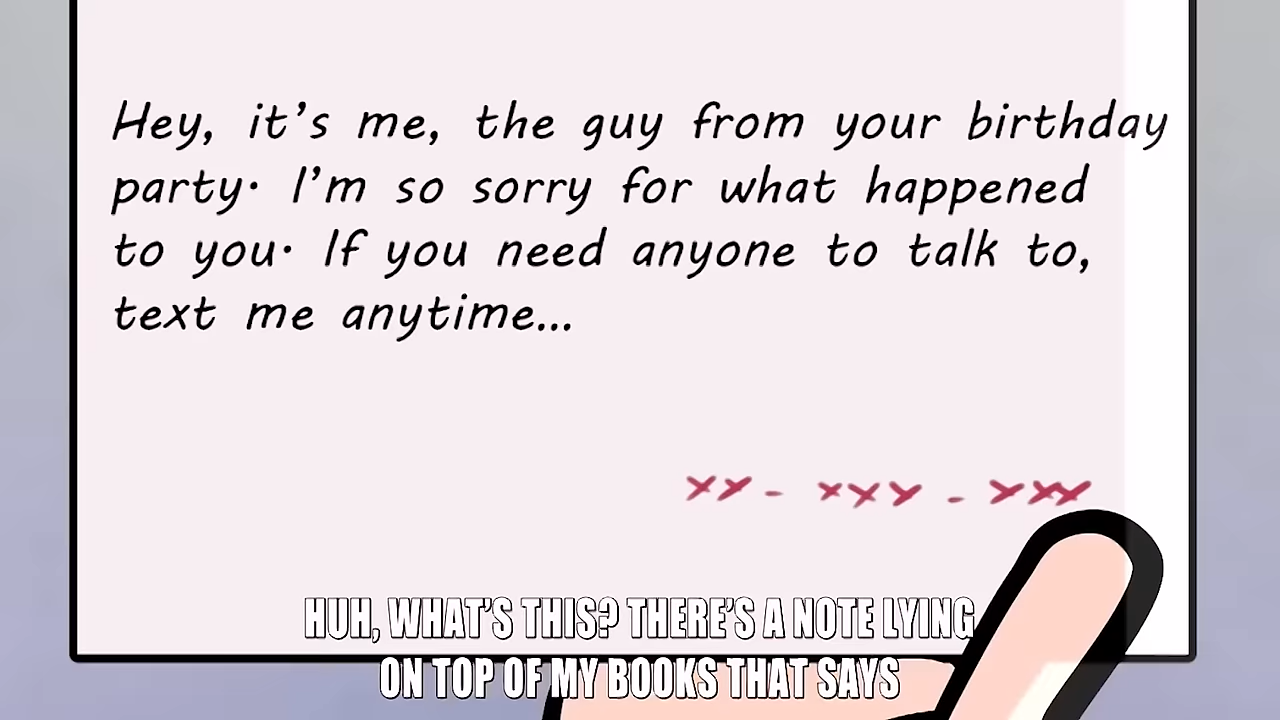 Hey, it's me, the guy from your birthday
party. I'm so sorry for what happened
to you. If you need anyone to talk to,
text me anytime...
xx - xxx - xxx
HUH, WHAT'S THIS? THERE'S A NOTE LYING
ON TOP OF MY BOOKS THAT SAYS